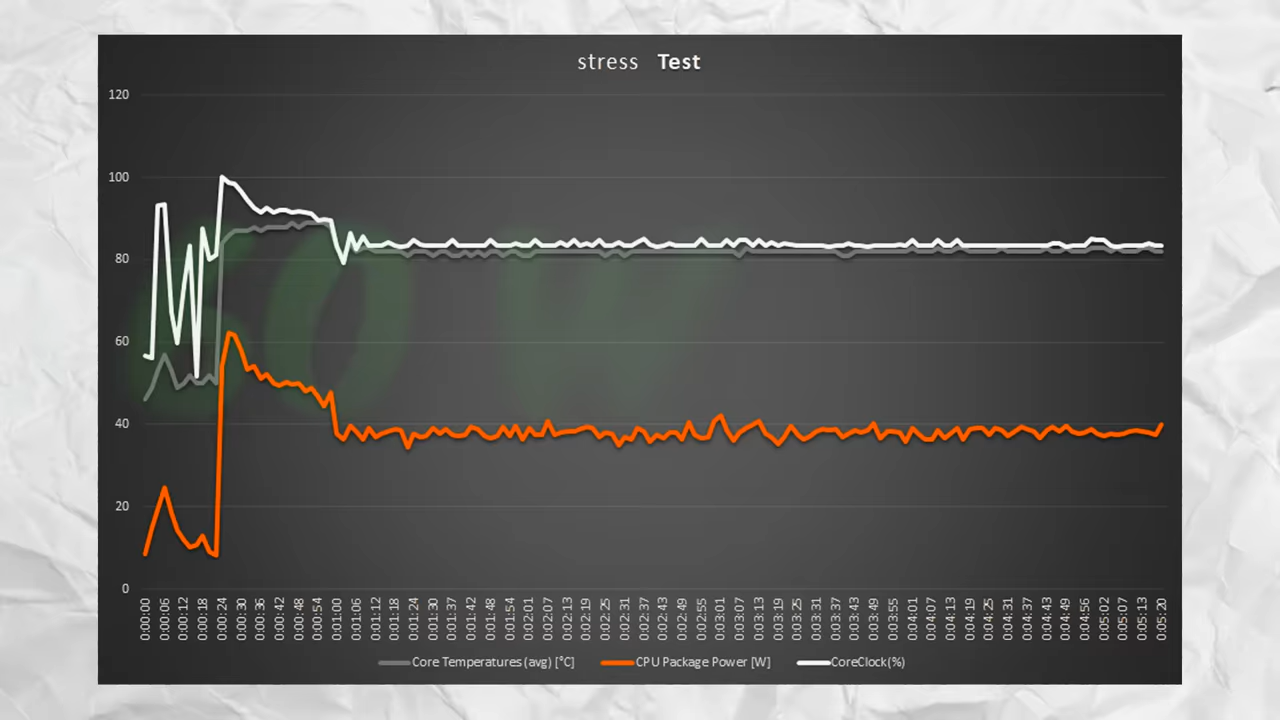 stress Test
120
100
80
60
40
20
0
0:00:00 0:00:06 0:00:12 0:00:18 0:00:24 0:00:30 0:00:36 0:00:42 0:00:48 0:00:54 0:01:00 0:01:06 0:01:12 0:01:18 0:01:24 0:01:30 0:01:37 0:01:42 0:01:48 0:01:54 0:02:01 0:02:07 0:02:13 0:02:19 0:02:25 0:02:31 0:02:37 0:02:43 0:02:49 0:02:55 0:03:01 0:03:07 0:03:13 0:03:19 0:03:25 0:03:31 0:03:37 0:03:43 0:03:49 0:03:55 0:04:01 0:04:07 0:04:13 0:04:19 0:04:25 0:04:31 0:04:37 0:04:43 0:04:49 0:04:56 0:05:02 0:05:07 0:05:13 0:05:20
Core Temperatures (avg) [°C] CPU Package Power [W] CoreClock(%)